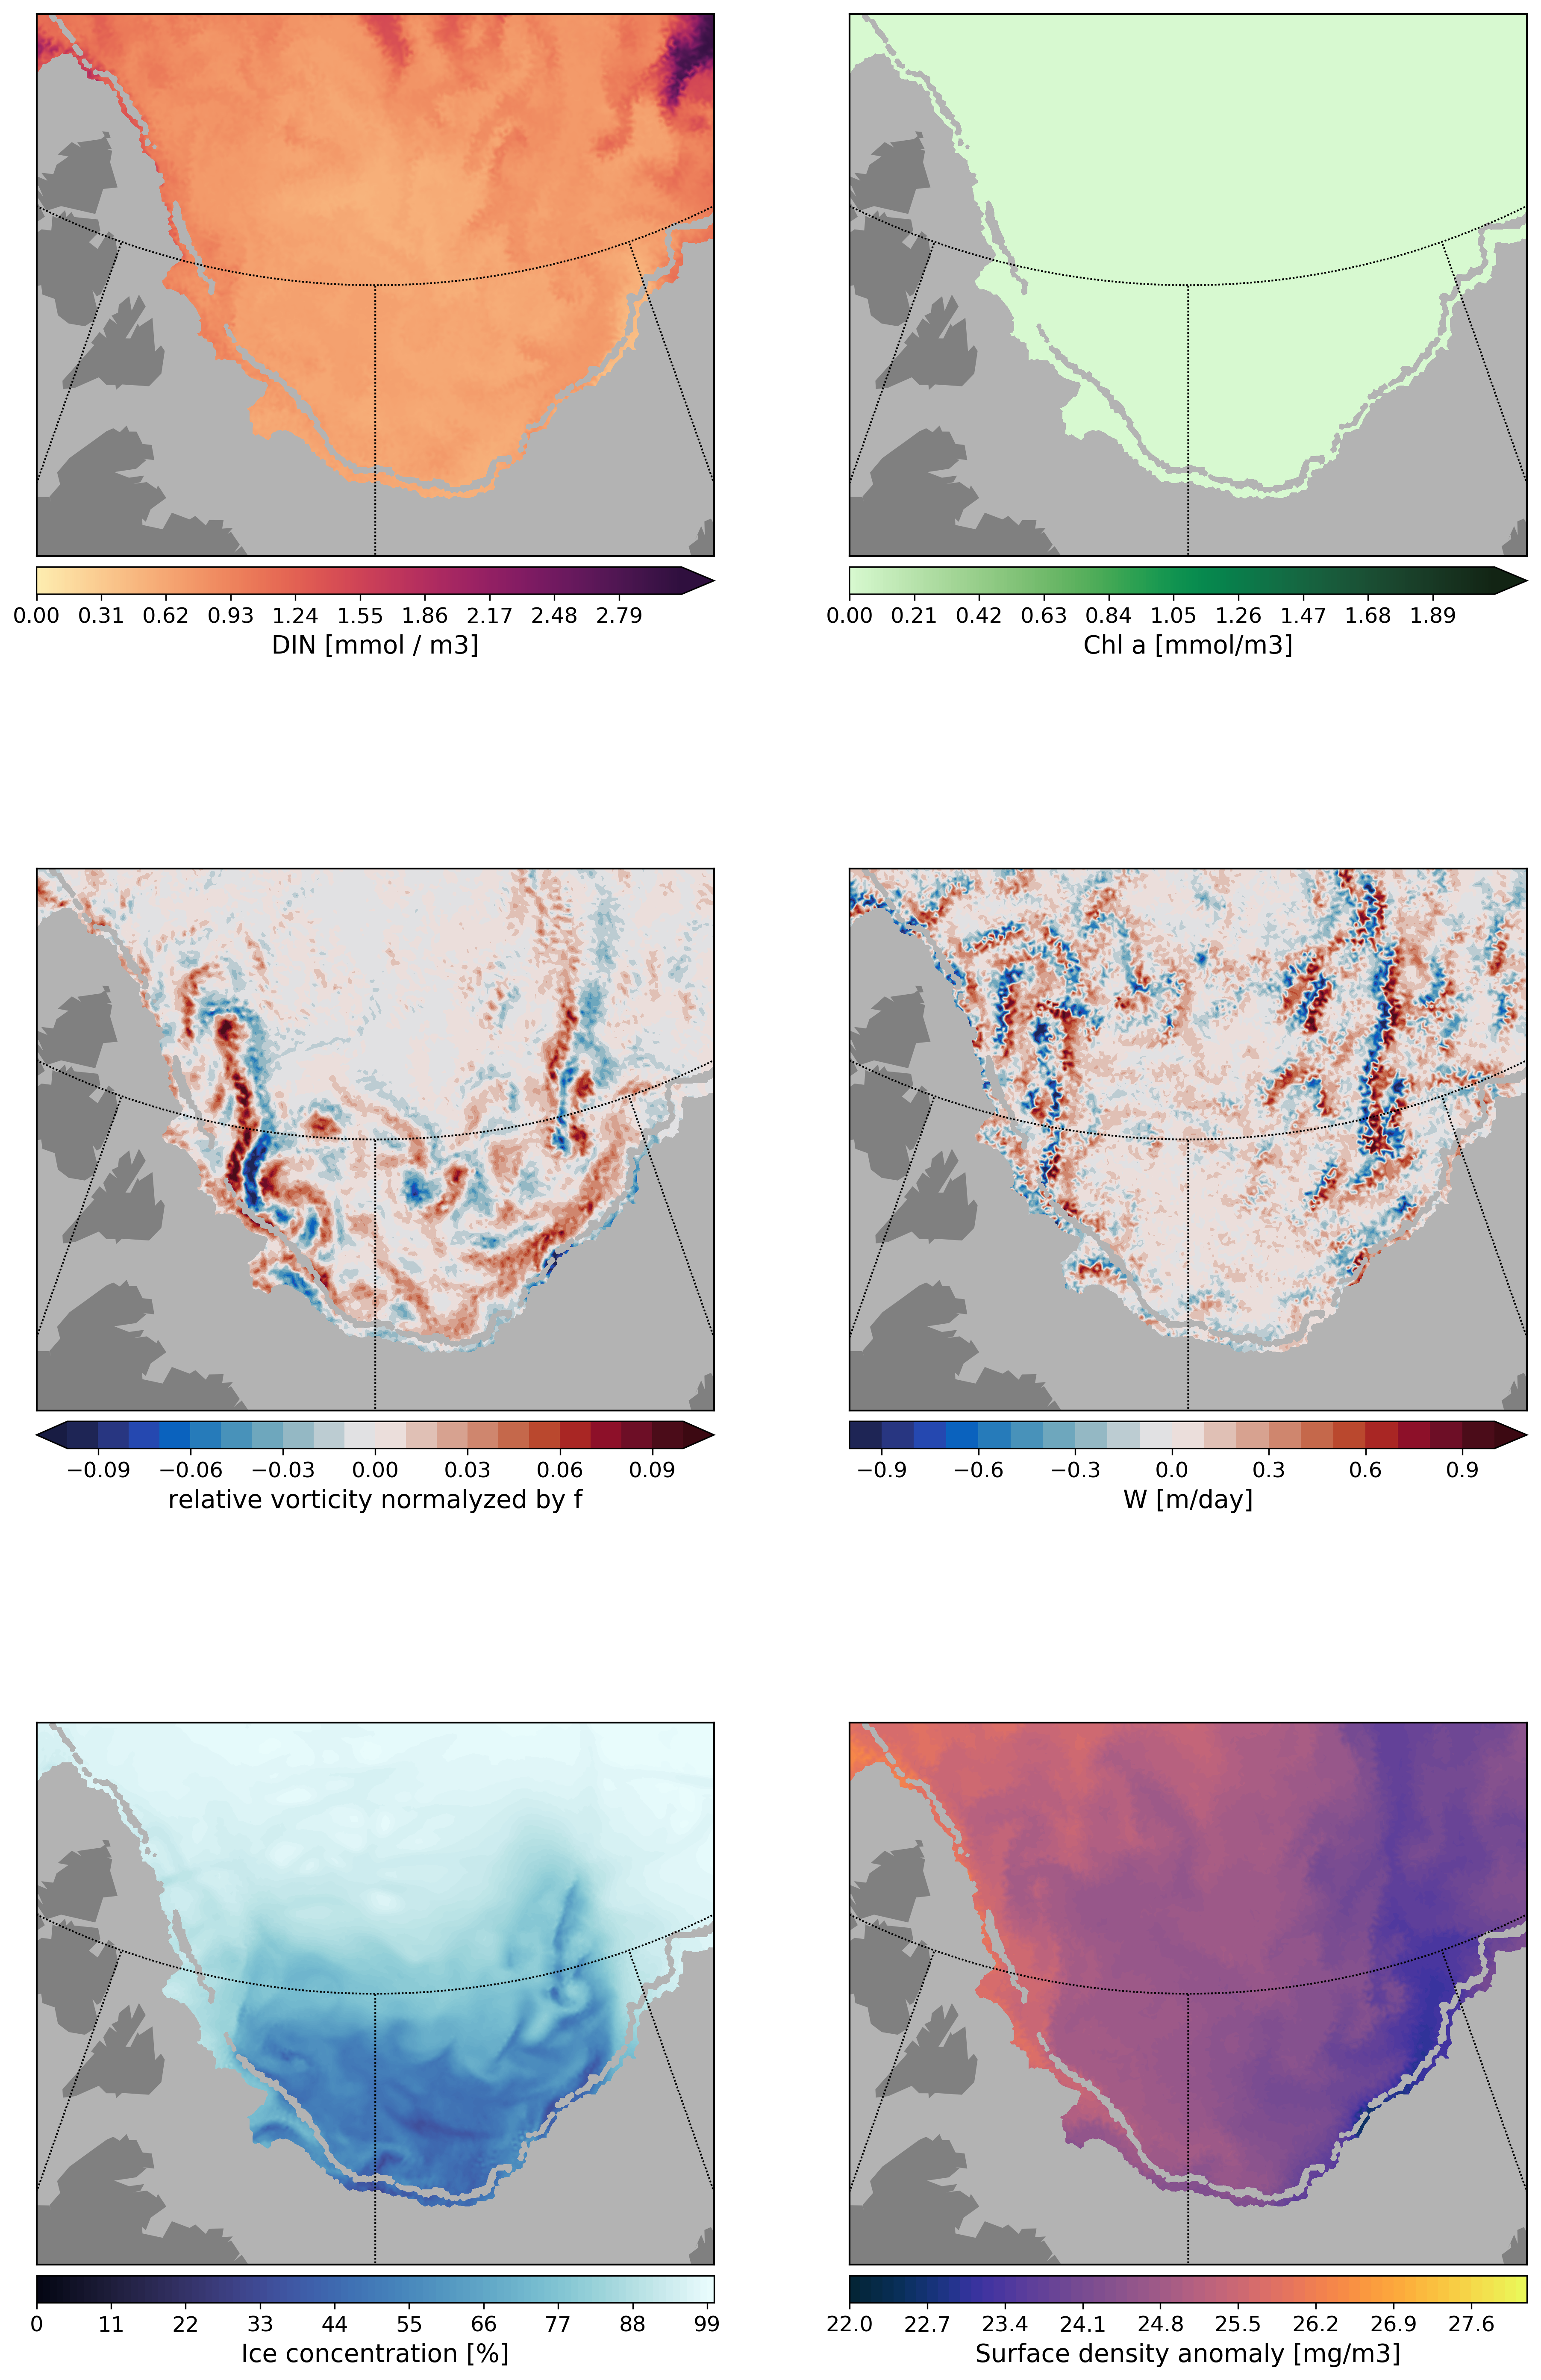 0.00 0.31 0.62 0.93 1.24 1.55 1.86 2.17 2.48 2.79
DIN [mmol / m3]
0.00 0.21 0.42 0.63 0.84 1.05 1.26 1.47 1.68 1.89
Chl a [mmol/m3]
−0.09 −0.06 −0.03 0.00 0.03 0.06 0.09
relative vorticity normalyzed by f
−0.9 −0.6 −0.3 0.0 0.3 0.6 0.9
W [m/day]
0 11 22 33 44 55 66 77 88 99
Ice concentration [%]
22.0 22.7 23.4 24.1 24.8 25.5 26.2 26.9 27.6
Surface density anomaly [mg/m3]